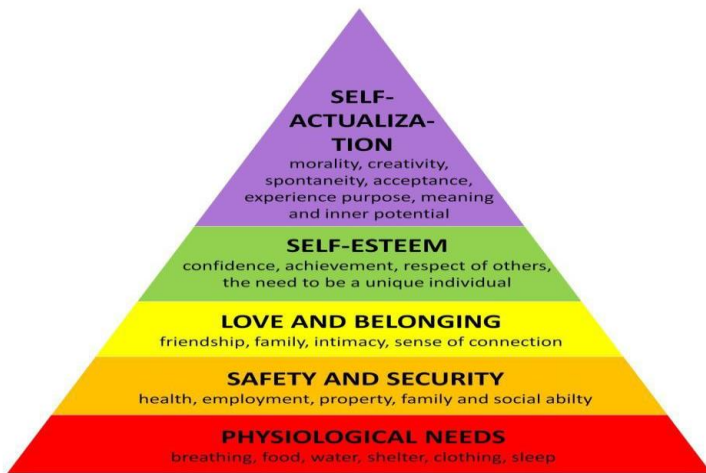 SELF-
ACTUALIZA-
TION
morality, creativity,
spontaneity, acceptance,
experience purpose, meaning
and inner potential
SELF-ESTEEM
confidence, achievement, respect of others,
the need to be a unique individual
LOVE AND BELONGING
friendship, family, intimacy, sense of connection
SAFETY AND SECURITY
health, employment, property, family and social abilty
PHYSIOLOGICAL NEEDS
breathing, food, water, shelter, clothing, sleep